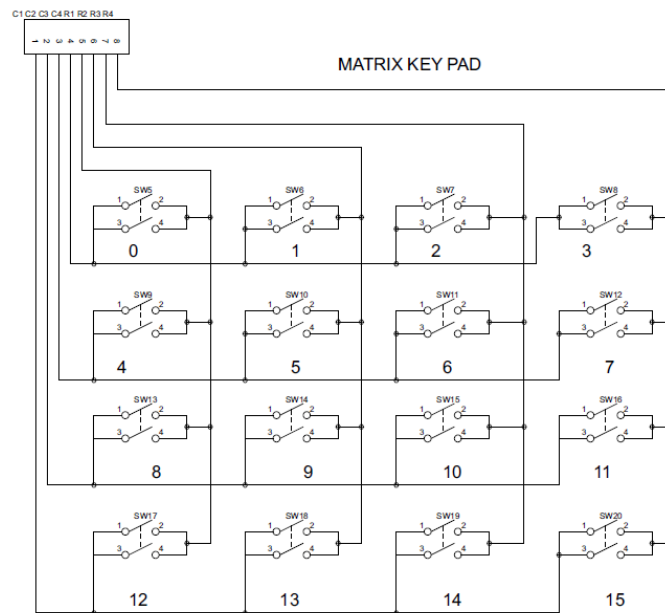 C1 C2 C3 C4 R1 R2 R3 R4
1 2 3 4 5 6 7 8
MATRIX KEY PAD
SW5 SW6 SW7 SW8
1 2 1 2 1 2 1 2
3 4 3 4 3 4 3 4
0 1 2 3
SW9 SW10 SW11 SW12
1 2 1 2 1 2 1 2
3 4 3 4 3 4 3 4
4 5 6 7
SW13 SW14 SW15 SW16
1 2 1 2 1 2 1 2
3 4 3 4 3 4 3 4
8 9 10 11
SW17 SW18 SW19 SW20
1 2 1 2 1 2 1 2
3 4 3 4 3 4 3 4
12 13 14 15